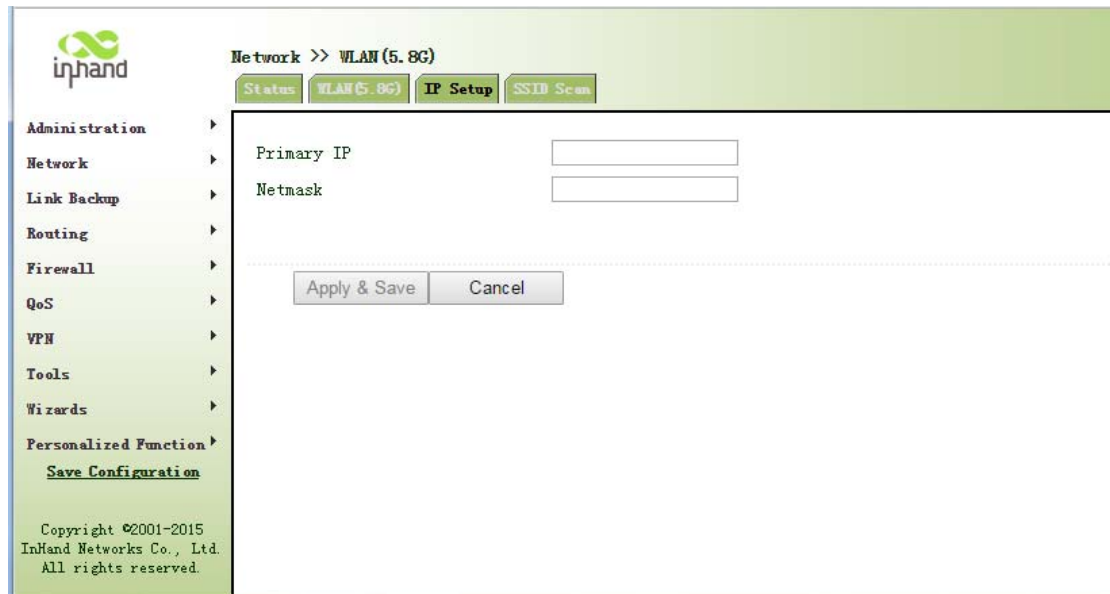 inhand
Network >> WLAN(5.8G)
Status WLAN(5.8G) IP Setup SSID Scan
Administration
Network
Link Backup
Routing
Firewall
QoS
VPN
Tools
Wizards
Personalized Function
Save Configuration
Copyright ©2001-2015
InHand Networks Co., Ltd.
All rights reserved.
Primary IP
Netmask
Apply & Save Cancel